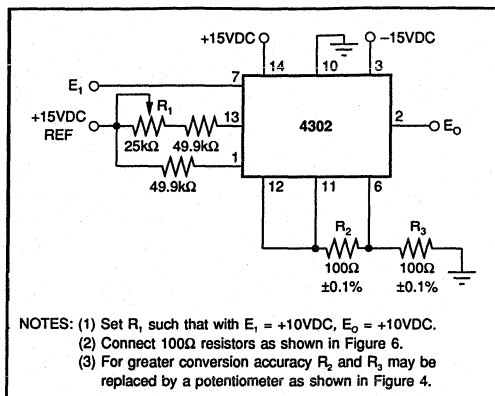 +15VDC
−15VDC
14
10
3
E1
7
+15VDC
REF
R1
25kΩ
49.9kΩ
13
4302
2
EO
49.9kΩ
1
12
11
6
R2
R3
100Ω
±0.1%
100Ω
±0.1%
NOTES: (1) Set R1 such that with E1 = +10VDC, EO = +10VDC.
(2) Connect 100Ω resistors as shown in Figure 6.
(3) For greater conversion accuracy R2 and R3 may be
replaced by a potentiometer as shown in Figure 4.